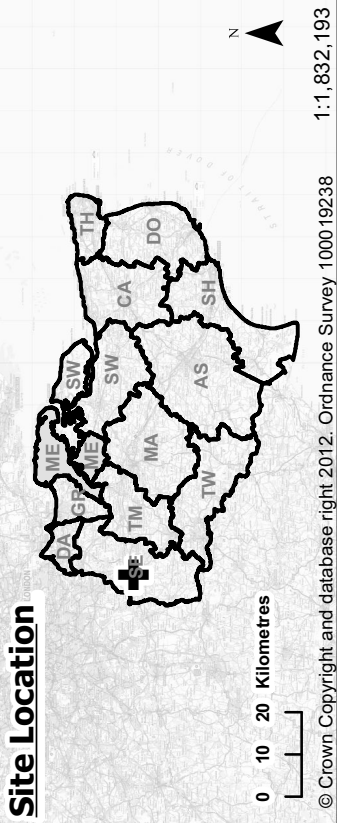 Site Location
N
LONDON
TH
ME
SW
DO
CA
SW
GR
DA
ME
SH
MA
AS
TM
SE
TW
0 10 20 Kilometres
1:1,832,193
© Crown Copyright and database right 2012. Ordnance Survey 100019238